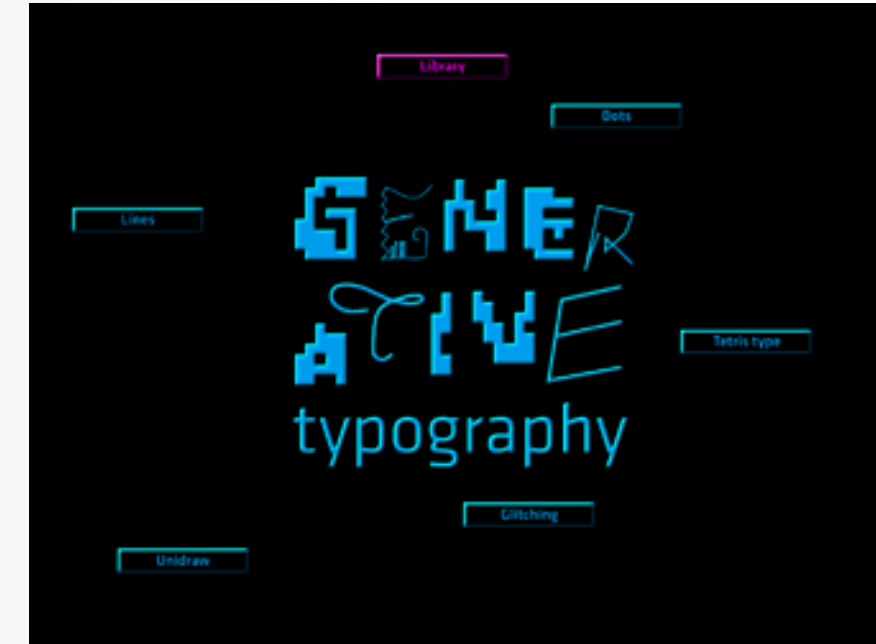 Library
Dots
Lines
GENER
ATIVE
typography
Tetris type
Glitching
Unidraw